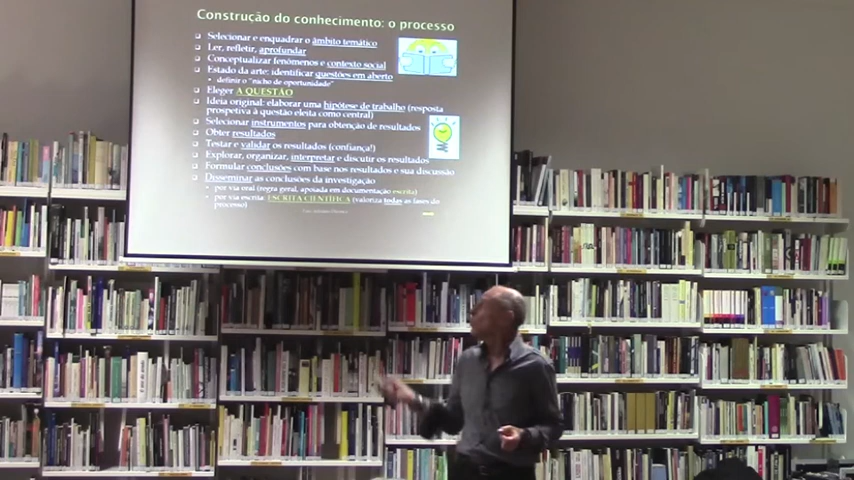 Construção do conhecimento: o processo
Selecionar e enquadrar o âmbito temático
Ler, refletir, aprofundar
Conceptualizar fenómenos e contexto social
Estado da arte: identificar questões em aberto
definir o "nicho de oportunidade"
Eleger A QUESTÃO
Ideia original: elaborar uma hipótese de trabalho (resposta
prospetiva à questão eleita como central)
Selecionar instrumentos para obtenção de resultados
Obter resultados
Testar e validar os resultados (confiança!)
Explorar, organizar, interpretar e discutir os resultados
Formular conclusões com base nos resultados e sua discussão
Disseminar as conclusões da investigação
por via oral (regra geral, apoiada em documentação escrita)
por via escrita: ESCRITA CIENTÍFICA (valoriza todas as fases do
processo)